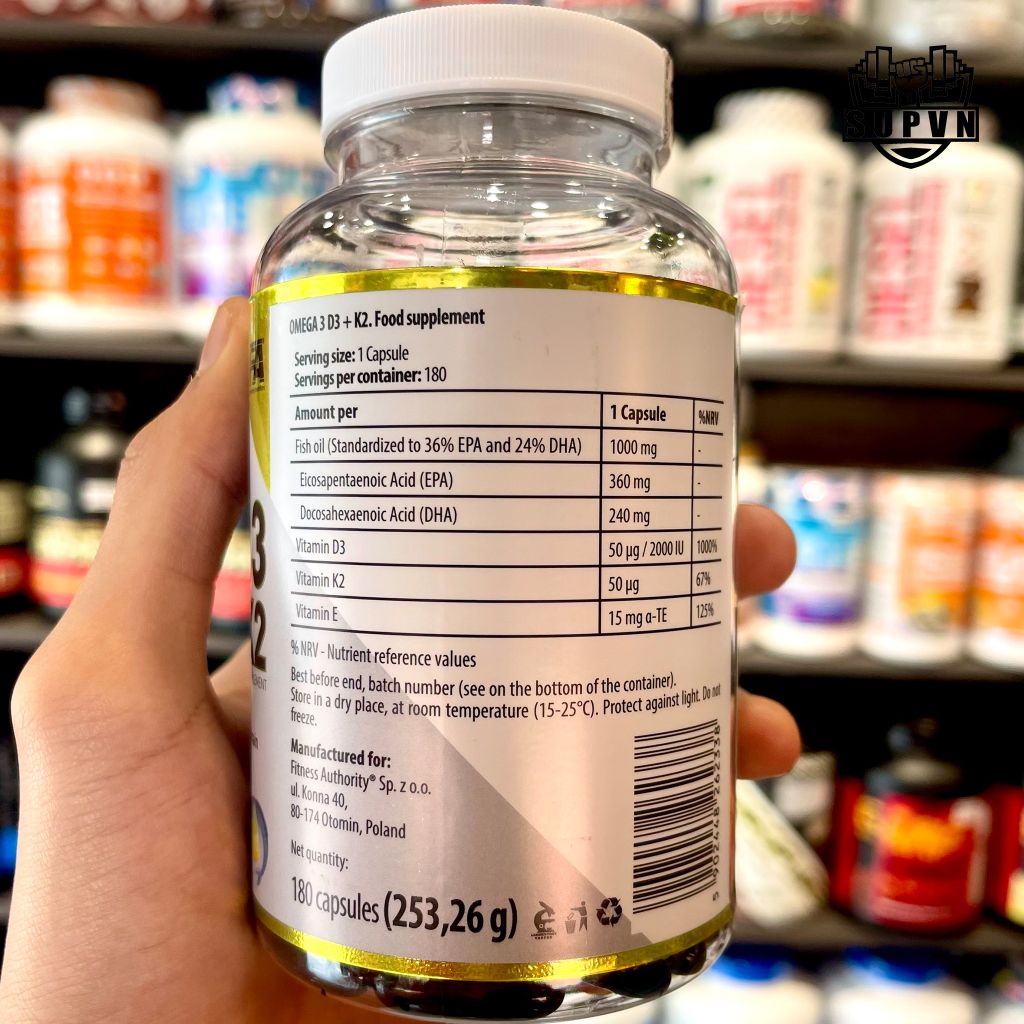 SUPVN
OMEGA 3 D3 + K2. Food supplement
Serving size: 1 Capsule
Servings per container: 180
Amount per 1 Capsule %NRV
Fish oil (Standardized to 36% EPA and 24% DHA) 1000 mg -
Eicosapentaenoic Acid (EPA) 360 mg -
Docosahexaenoic Acid (DHA) 240 mg -
Vitamin D3 50 µg / 2000 IU 1000%
Vitamin K2 50 µg 67%
Vitamin E 15 mg α-TE 125%
% NRV - Nutrient reference values
Best before end, batch number (see on the bottom of the container).
Store in a dry place, at room temperature (15-25°C). Protect against light. Do not
freeze.
Manufactured for:
Fitness Authority® Sp. z o.o.
ul. Konna 40,
80-174 Otomin, Poland
Net quantity:
180 capsules (253,26 g)
5 902448 262338
3
2